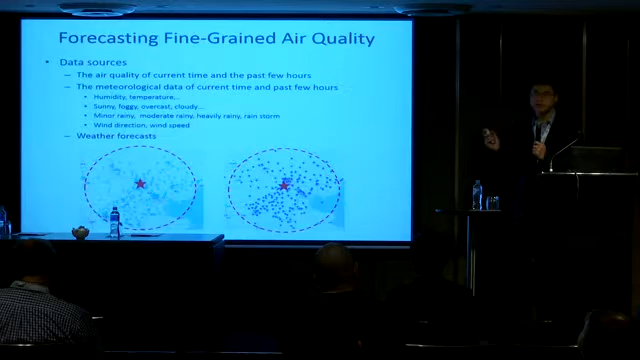 Forecasting Fine-Grained Air Quality
• Data sources
– The air quality of current time and the past few hours
– The meteorological data of current time and past few hours
• Humidity, temperature,..
• Sunny, foggy, overcast, cloudy...
• Minor rainy, moderate rainy, heavily rainy, rain storm
• Wind direction, wind speed
– Weather forecasts